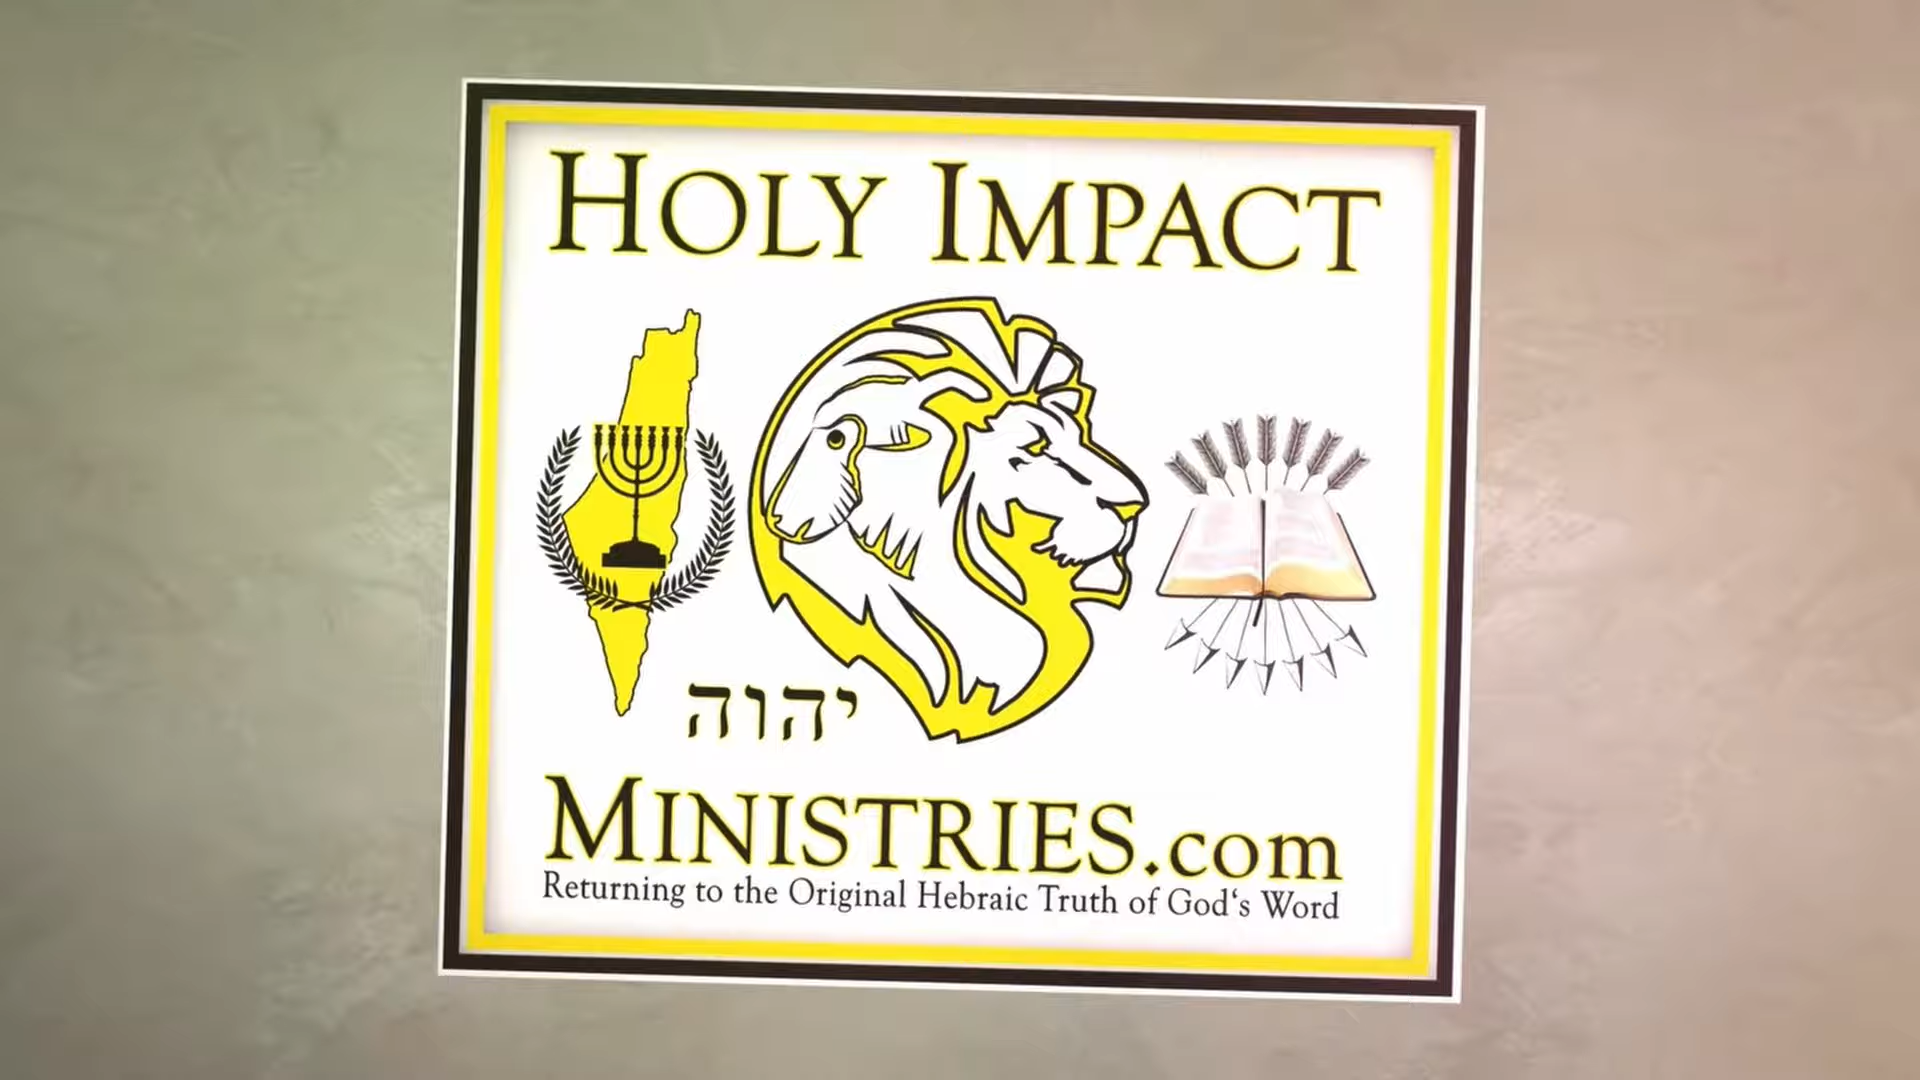 HOLY IMPACT
יהוה
MINISTRIES.com
Returning to the Original Hebraic Truth of God‘s Word